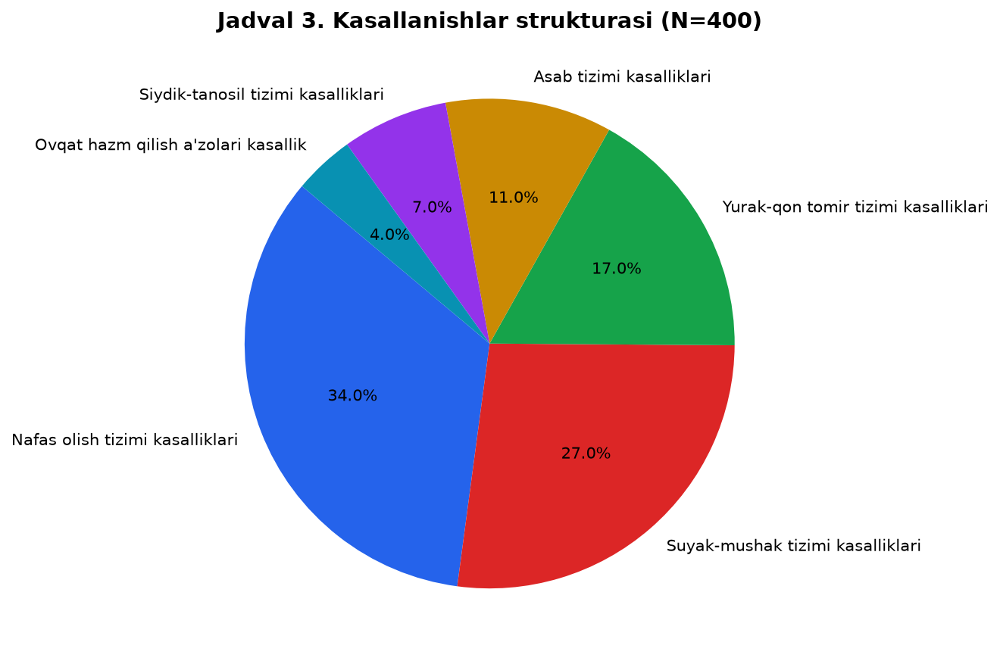 Jadval 3. Kasallanishlar strukturasi (N=400)
Asab tizimi kasalliklari
Siydik-tanosil tizimi kasalliklari
Ovqat hazm qilish a'zolari kasallik
Yurak-qon tomir tizimi kasalliklari
11.0%
7.0%
4.0%
17.0%
34.0%
Nafas olish tizimi kasalliklari
27.0%
Suyak-mushak tizimi kasalliklari